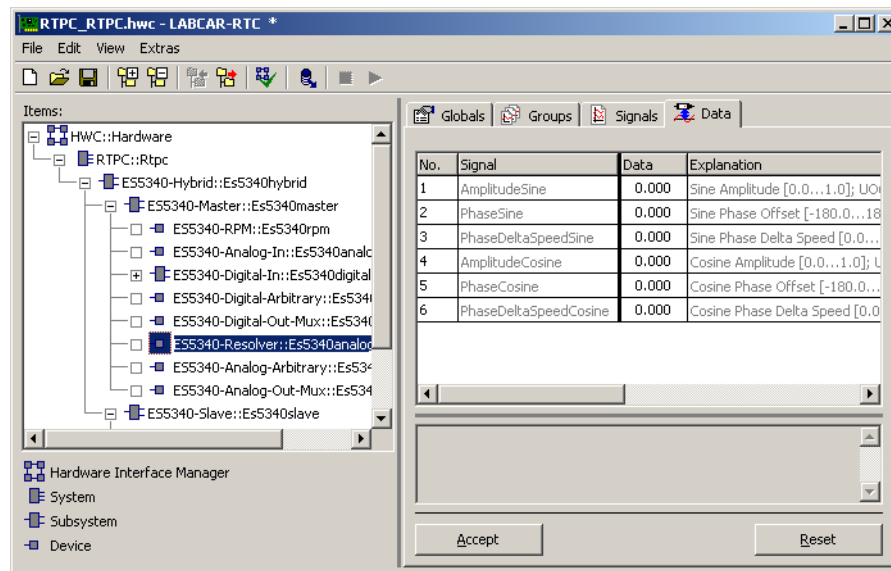 RTPC_RTPC.hwc - LABCAR-RTC *
File Edit View Extras
Items:
HWC::Hardware
RTPC::Rtpc
ES5340-Hybrid::Es5340hybrid
ES5340-Master::Es5340master
ES5340-RPM::Es5340rpm
ES5340-Analog-In::Es5340analc
ES5340-Digital-In::Es5340digital
ES5340-Digital-Arbitrary::Es534
ES5340-Digital-Out-Mux::Es534
ES5340-Resolver::Es5340analog
ES5340-Analog-Arbitrary::Es534
ES5340-Analog-Out-Mux::Es534
ES5340-Slave::Es5340slave
Hardware Interface Manager
System
Subsystem
Device
Globals Groups Signals Data
No. Signal Data Explanation
1 AmplitudeSine 0.000 Sine Amplitude [0.0...1.0]; UO
2 PhaseSine 0.000 Sine Phase Offset [-180.0...18
3 PhaseDeltaSpeedSine 0.000 Sine Phase Delta Speed [0.0...
4 AmplitudeCosine 0.000 Cosine Amplitude [0.0...1.0]; U
5 PhaseCosine 0.000 Cosine Phase Offset [-180.0...
6 PhaseDeltaSpeedCosine 0.000 Cosine Phase Delta Speed [0.0
Accept Reset